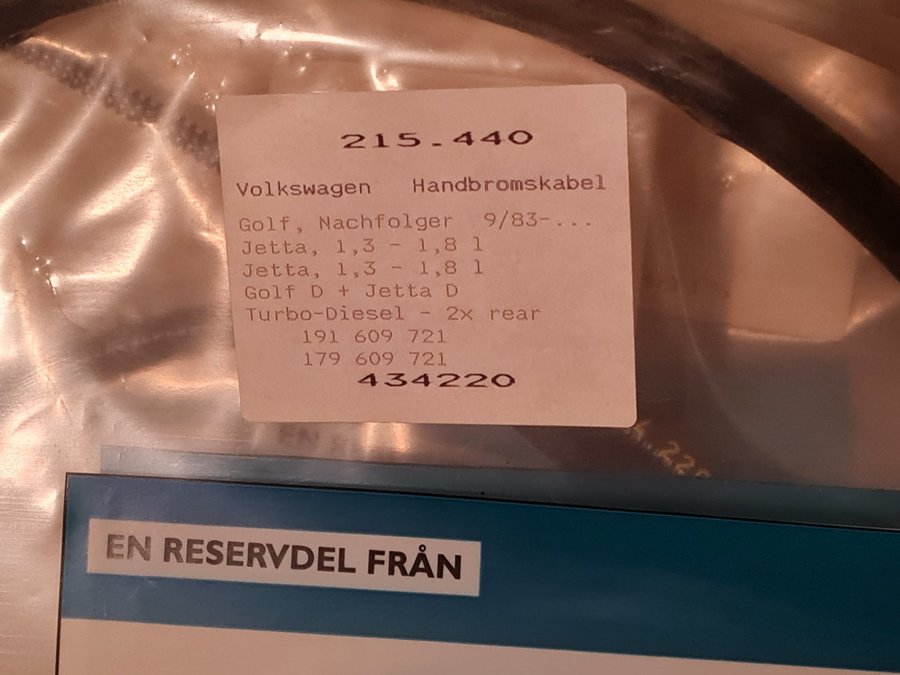 215.440
Volkswagen Handbromskabel
Golf, Nachfolger 9/83-...
Jetta, 1,3 - 1,8 l
Jetta, 1,3 - 1,8 l
Golf D + Jetta D
Turbo-Diesel - 2x rear
191 609 721
179 609 721
434220
EN RESERVDEL FRÅN